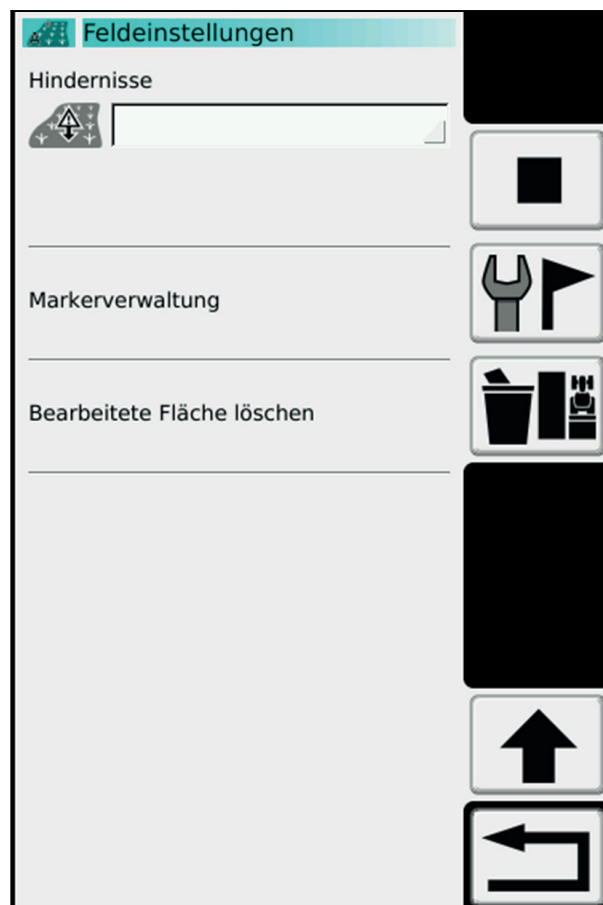 Feldeinstellungen
Hindernisse
Markerverwaltung
Bearbeitete Fläche löschen